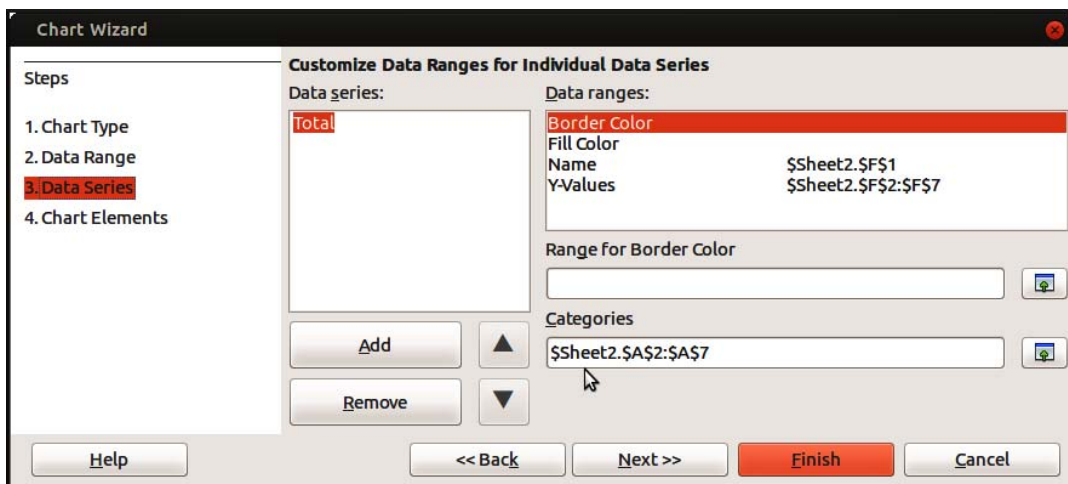 Chart Wizard
Steps
1. Chart Type
2. Data Range
3. Data Series
4. Chart Elements
Customize Data Ranges for Individual Data Series
Data series:
Total
Add
Remove
Data ranges:
Border Color
Fill Color
Name $Sheet2.$F$1
Y-Values $Sheet2.$F$2:$F$7
Range for Border Color
Categories
$Sheet2.$A$2:$A$7
Help
<< Back
Next >>
Finish
Cancel